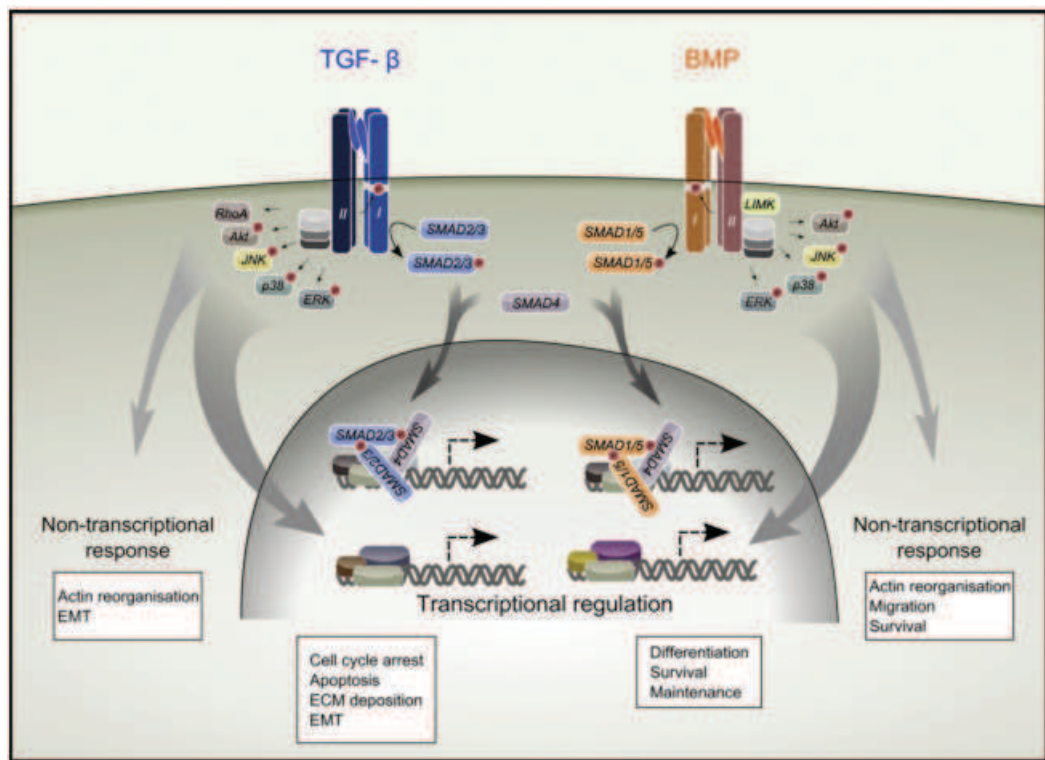 TGF- β
BMP
II
I
I
II
LIMK
RhoA
Akt
JNK
p38
ERK
SMAD2/3
SMAD2/3
SMAD1/5
SMAD1/5
Akt
JNK
p38
ERK
SMAD4
SMAD2/3
SMAD2/3
SMAD4
SMAD1/5
SMAD1/5
SMAD4
Non-transcriptional
response
Actin reorganisation
EMT
Transcriptional regulation
Cell cycle arrest
Apoptosis
ECM deposition
EMT
Differentiation
Survival
Maintenance
Non-transcriptional
response
Actin reorganisation
Migration
Survival